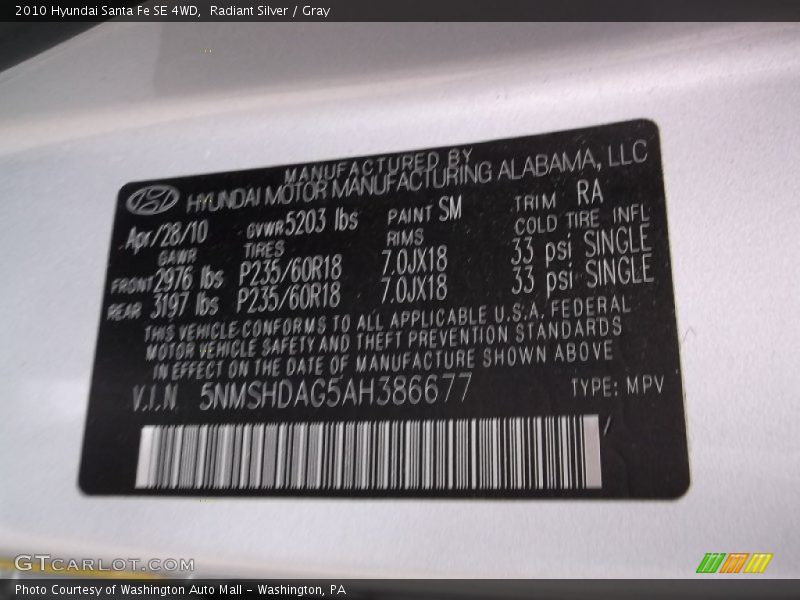 2010 Hyundai Santa Fe SE 4WD,  Radiant Silver / Gray
MANUFACTURED BY
HYUNDAI MOTOR MANUFACTURING ALABAMA, LLC
Apr/28/10 GVWR 5203 lbs PAINT SM TRIM RA
GAWR TIRES RIMS COLD TIRE INFL
FRONT 2976 lbs P235/60R18 7.0JX18 33 psi SINGLE
REAR 3197 lbs P235/60R18 7.0JX18 33 psi SINGLE
THIS VEHICLE CONFORMS TO ALL APPLICABLE U.S.A. FEDERAL
MOTOR VEHICLE SAFETY AND THEFT PREVENTION STANDARDS
IN EFFECT ON THE DATE OF MANUFACTURE SHOWN ABOVE
V.I.N 5NMSHDAG5AH386677 TYPE: MPV
GTCARLOT.COM
Photo Courtesy of Washington Auto Mall - Washington, PA